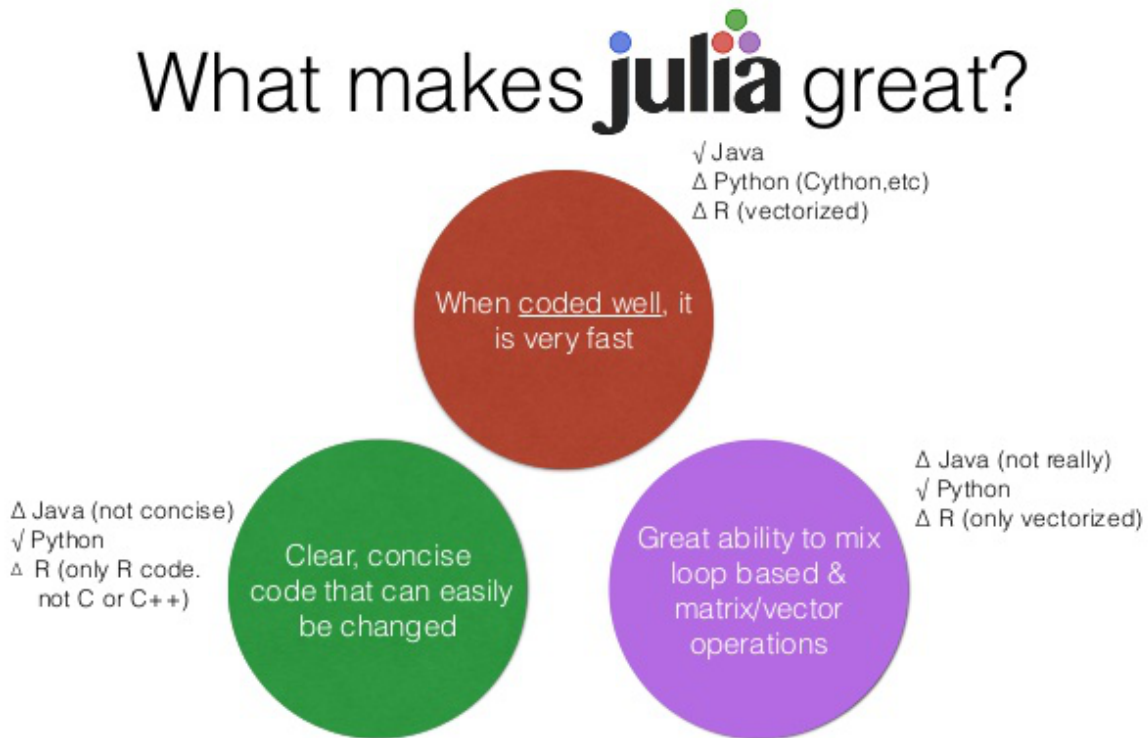 What makes julia great?
√ Java
Δ Python (Cython,etc)
Δ R (vectorized)
When coded well, it
is very fast
Δ Java (not concise)
√ Python
Δ R (only R code.
not C or C++)
Clear, concise
code that can easily
be changed
Δ Java (not really)
√ Python
Δ R (only vectorized)
Great ability to mix
loop based &
matrix/vector
operations